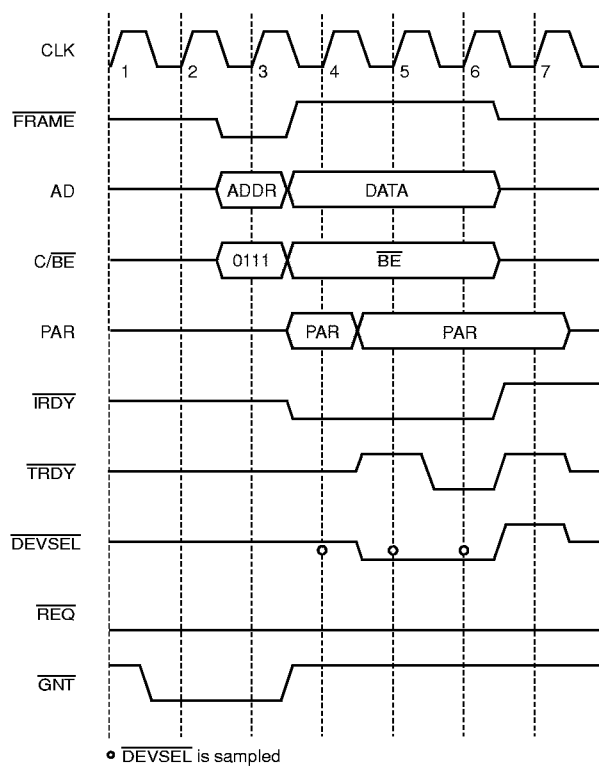 CLK
1 2 3 4 5 6 7
FRAME
AD ADDR DATA
C/BE 0111 BE
PAR PAR PAR
IRDY
TRDY
DEVSEL
REQ
GNT
DEVSEL is sampled